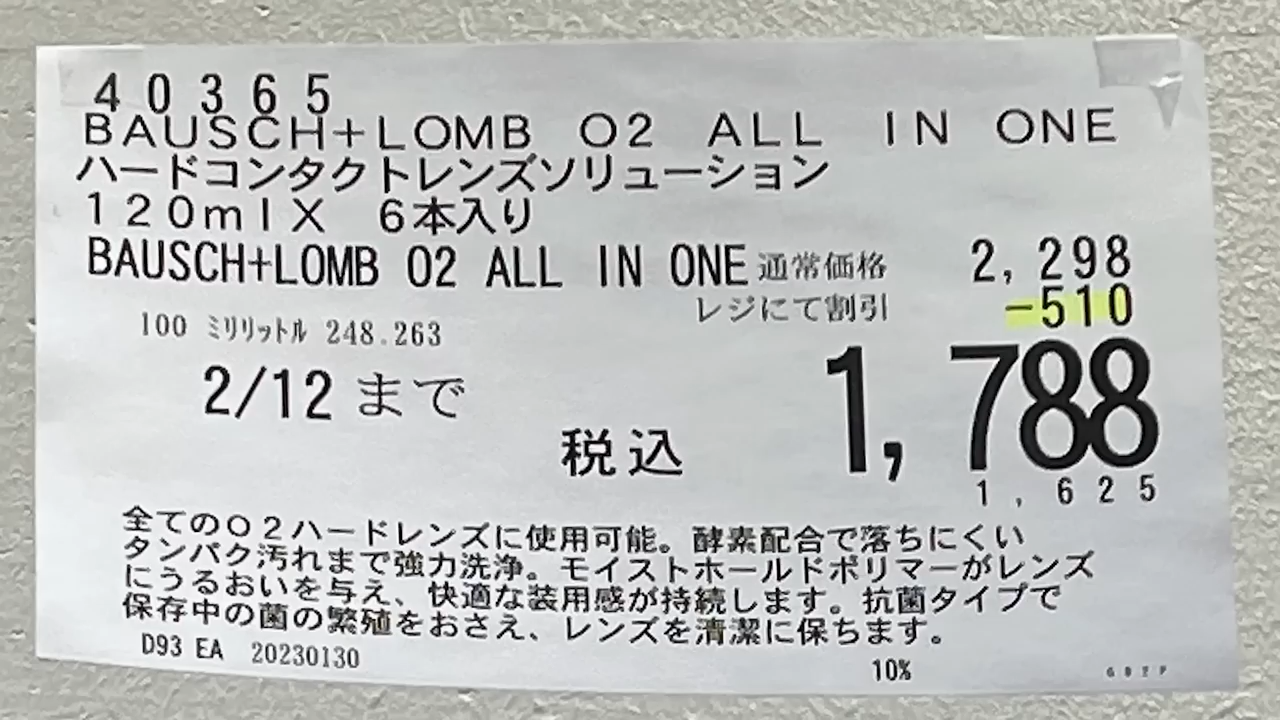 40365
BAUSCH+LOMB O2 ALL IN ONE
ハードコンタクトレンズソリューション
120mlX 6本入り
BAUSCH+LOMB O2 ALL IN ONE 通常価格 2,298
レジにて割引 -510
100 ミリリットル 248.263
2/12 まで
税込 1,788
1,625
全てのO2ハードレンズに使用可能。酵素配合で落ちにくい
タンパク汚れまで強力洗浄。モイストホールドポリマーがレンズ
にうるおいを与え、快適な装用感が持続します。抗菌タイプで
保存中の菌の繁殖をおさえ、レンズを清潔に保ちます。
D93 EA 20230130 10%